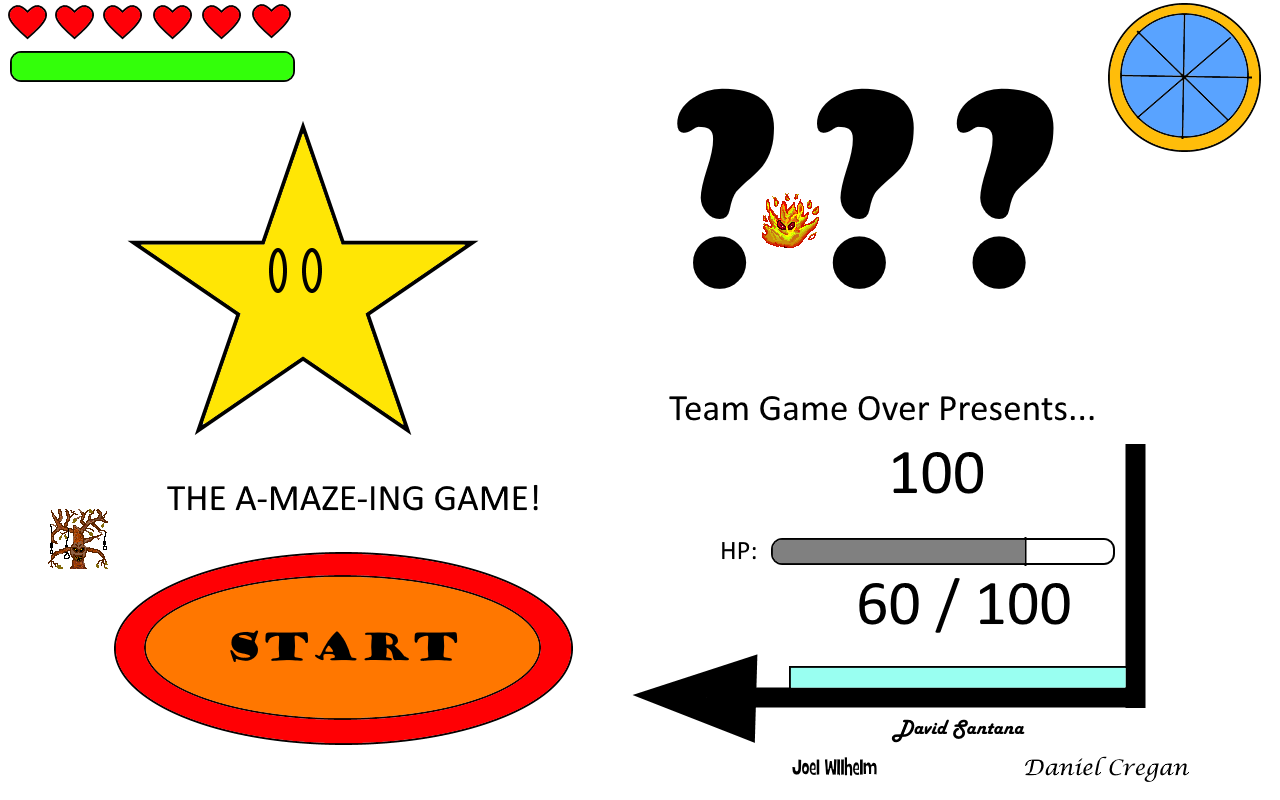 ???
Team Game Over Presents...
100
THE A-MAZE-ING GAME!
HP:
60 / 100
START
David Santana
Joel Wilhelm
Daniel Cregan